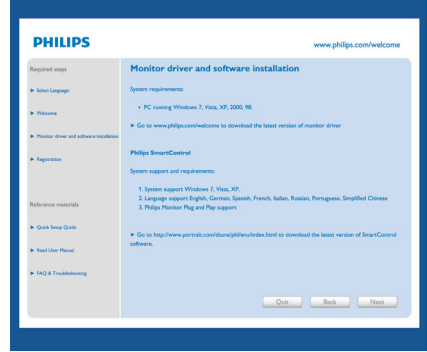 PHILIPS
www.philips.com/welcome
Required steps
► Select Language:
► Welcome
► Monitor driver and software installation
► Registration
Reference materials
► Quick Setup Quide
► Read User Manual
► FAQ & Troubleshooting
Monitor driver and software installation
System requirements:
• PC running Windows 7, Vista, XP, 2000, 98.
► Go to www.philips.com/welcome to download the latest version of monitor driver
Philips SmartControl
System support and requirements:
1. System support Windows 7, Vista, XP.
2. Language support English, German, Spanish, French, Italian, Russian, Portuguese, Simplified Chinese
3. Philips Monitor Plug and Play support
► Go to http://www.portrait.com/dtune/phl/enu/index.html to download the latest version of SmartControl
software.
Quit
Back
Next